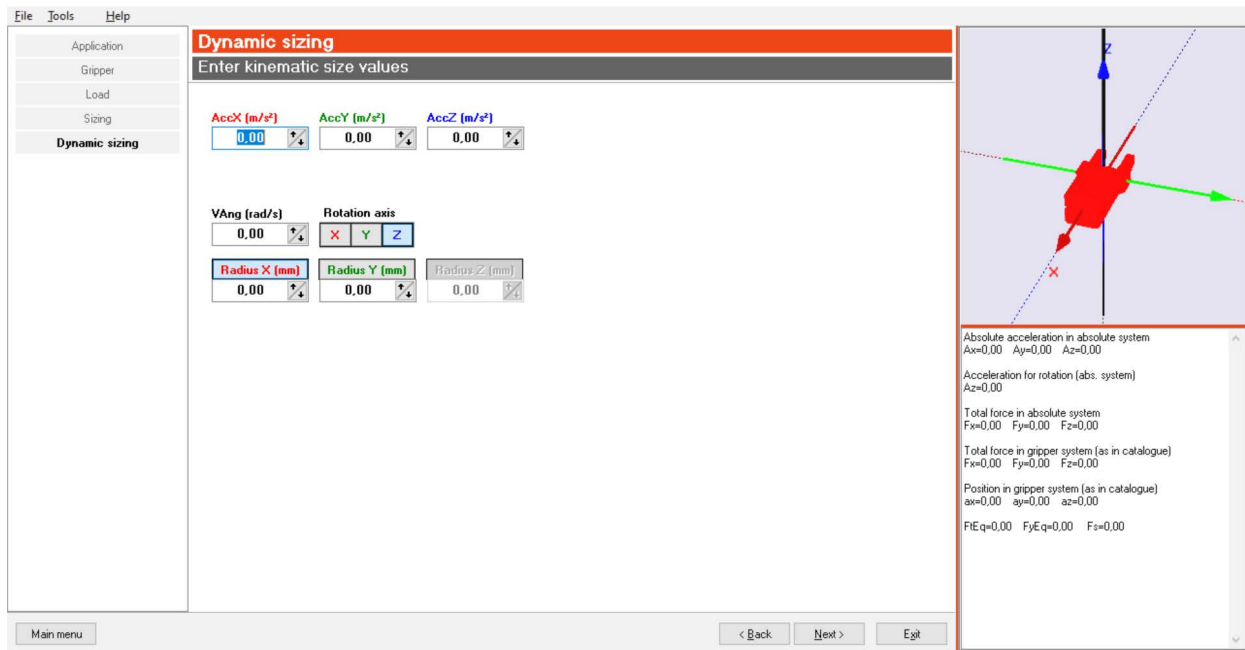 File Tools Help
Application
Gripper
Load
Sizing
Dynamic sizing
Dynamic sizing
Enter kinematic size values
AccX (m/s²) AccY (m/s²) AccZ (m/s²)
0,00 0,00 0,00
VAng (rad/s) Rotation axis
0,00 X Y Z
Radius X (mm) Radius Y (mm) Radius Z (mm)
0,00 0,00 0,00
Main menu
< Back Next > Exit
Z
X
Absolute acceleration in absolute system
Ax=0,00 Ay=0,00 Az=0,00
Acceleration for rotation (abs. system)
Az=0,00
Total force in absolute system
Fx=0,00 Fy=0,00 Fz=0,00
Total force in gripper system (as in catalogue)
Fx=0,00 Fy=0,00 Fz=0,00
Position in gripper system (as in catalogue)
ax=0,00 ay=0,00 az=0,00
FtEq=0,00 FyEq=0,00 Fs=0,00